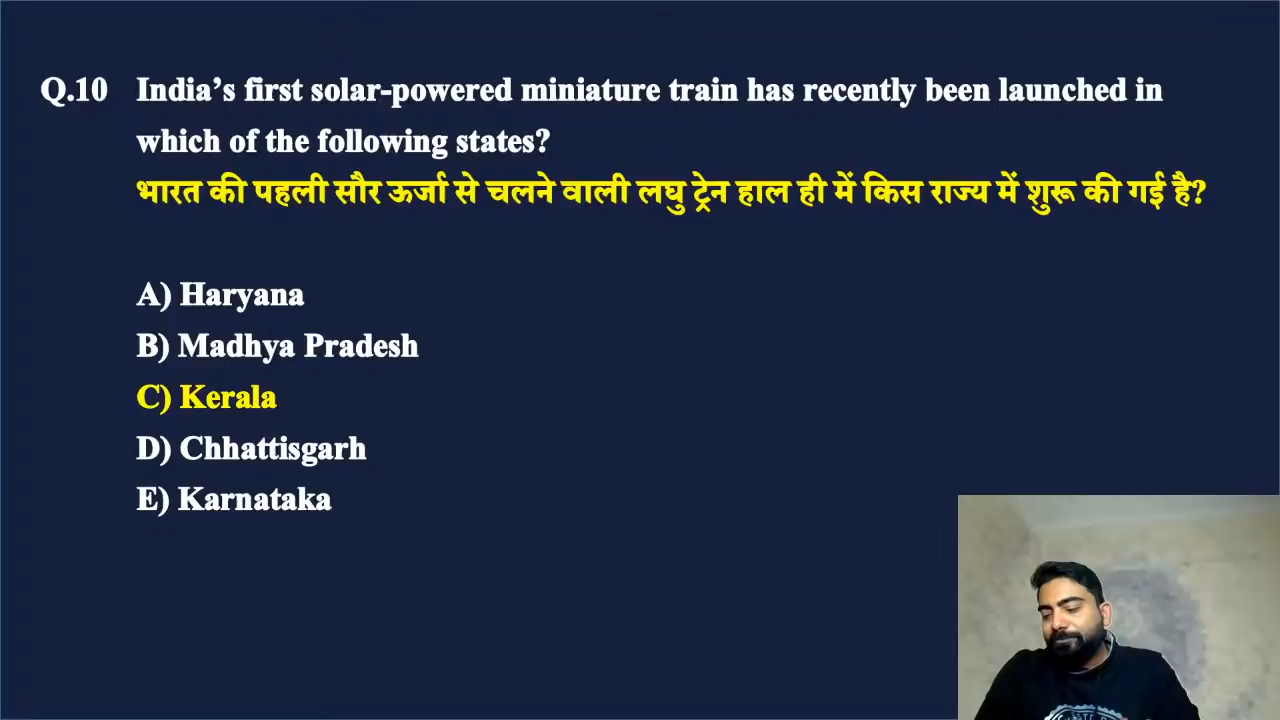 Q.10 India’s first solar-powered miniature train has recently been launched in
which of the following states?
भारत की पहली सौर ऊर्जा से चलने वाली लघु ट्रेन हाल ही में किस राज्य में शुरू की गई है?
A) Haryana
B) Madhya Pradesh
C) Kerala
D) Chhattisgarh
E) Karnataka